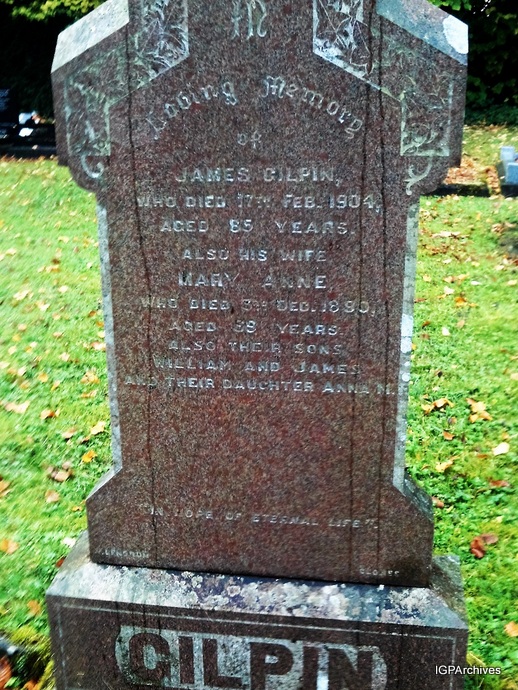 In
Loving Memory
of
JAMES GILPIN,
WHO DIED 17TH FEB. 1904,
AGED 85 YEARS.
ALSO HIS WIFE
MARY ANNE
WHO DIED 3RD DEC. 1890,
AGED 58 YEARS.
ALSO THEIR SONS
WILLIAM AND JAMES
AND THEIR DAUGHTER ANNA M.
"IN HOPE OF ETERNAL LIFE".
GILPIN
IGPArchives